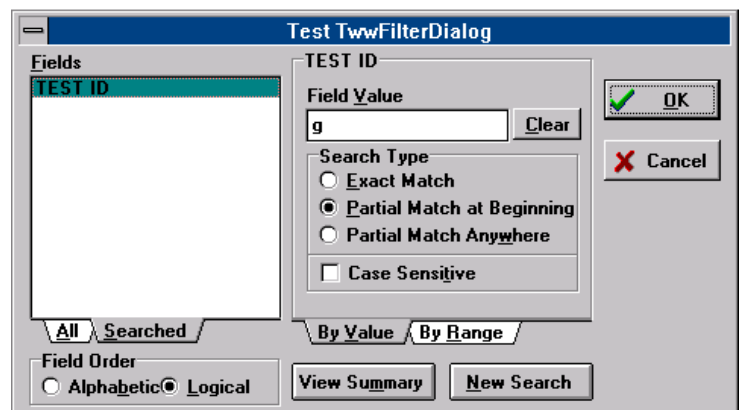 Test TwwFilterDialog
Fields
TEST ID
All
Searched
Field Order
Alphabetic
Logical
TEST ID
Field Value
g
Clear
Search Type
Exact Match
Partial Match at Beginning
Partial Match Anywhere
Case Sensitive
By Value
By Range
View Summary
New Search
OK
Cancel